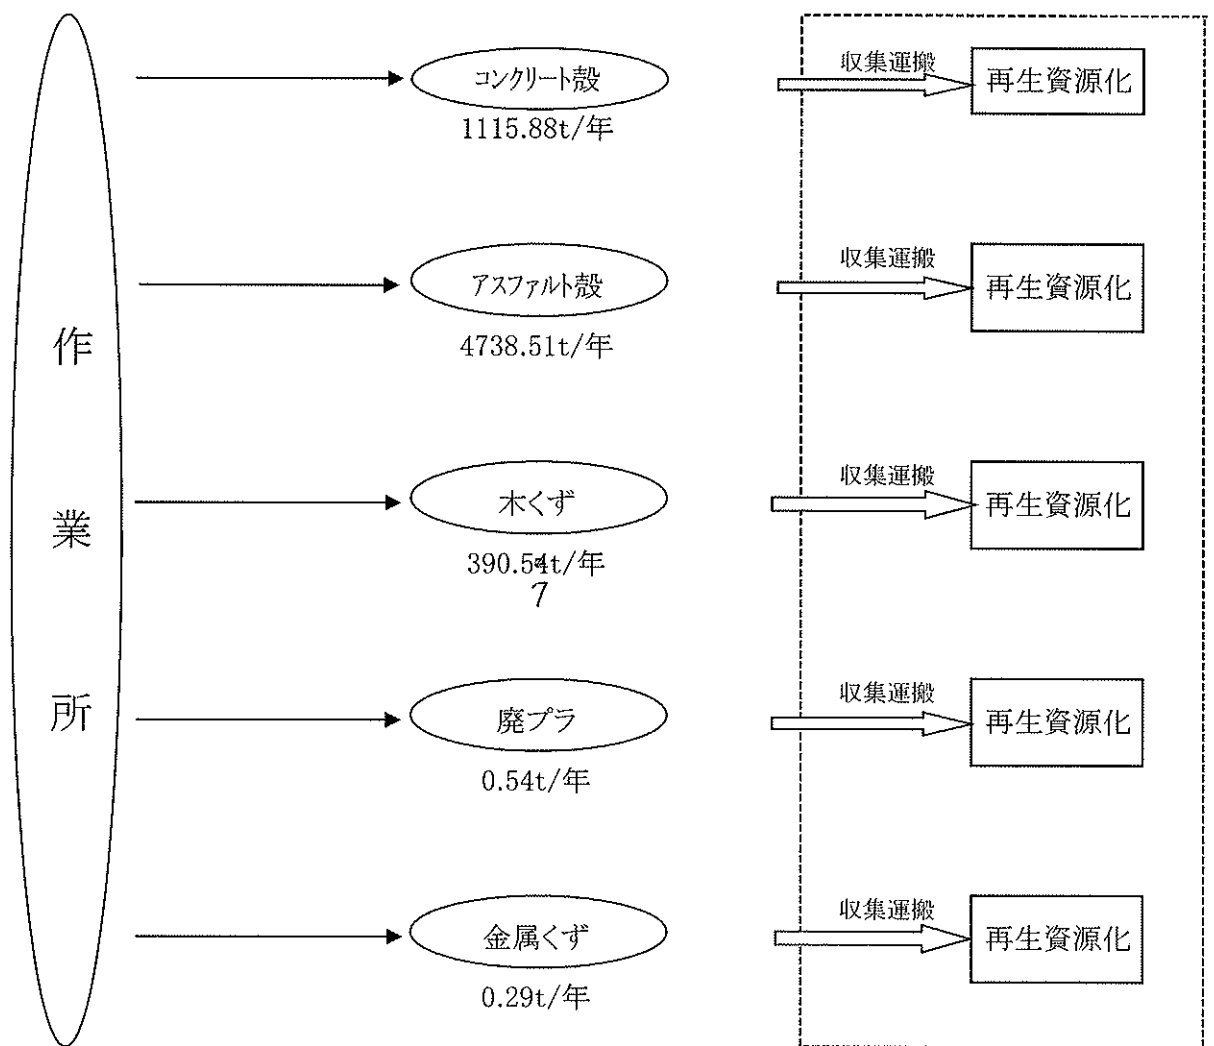 コンクリート殻
収集運搬
再生資源化
1115.88t/年
アスファルト殻
収集運搬
再生資源化
4738.51t/年
作業所
木くず
収集運搬
再生資源化
390.54t/年
7
廃プラ
収集運搬
再生資源化
0.54t/年
金属くず
収集運搬
再生資源化
0.29t/年